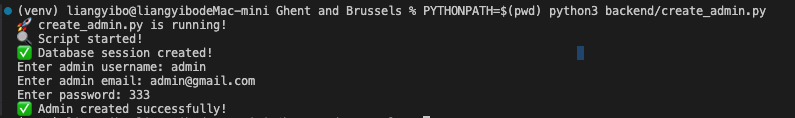 (venv) liangyibo@liangyibodeMac-mini Ghent and Brussels % PYTHONPATH=$(pwd) python3 backend/create_admin.py
🚀 create_admin.py is running!
🔍 Script started!
✅ Database session created!
Enter admin username: admin
Enter admin email: admin@gmail.com
Enter password: 333
✅ Admin created successfully!